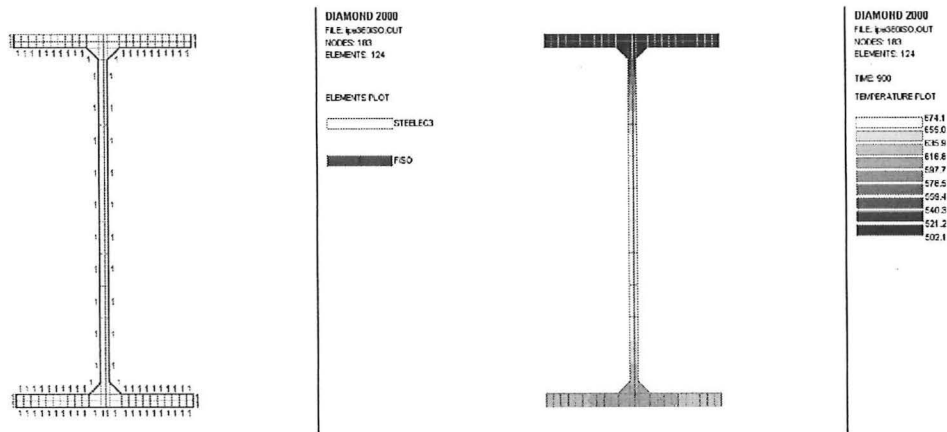 DIAMOND 2000
FILE: ipe360ISO.OUT
NODES: 183
ELEMENTS: 124
ELEMENTS PLOT
STEELEC3
FISO
DIAMOND 2000
FILE: ipe360ISO.OUT
NODES: 183
ELEMENTS: 124
TIME: 900
TEMPERATURE PLOT
674.1
655.0
635.9
616.8
597.7
578.5
559.4
540.3
521.2
502.1